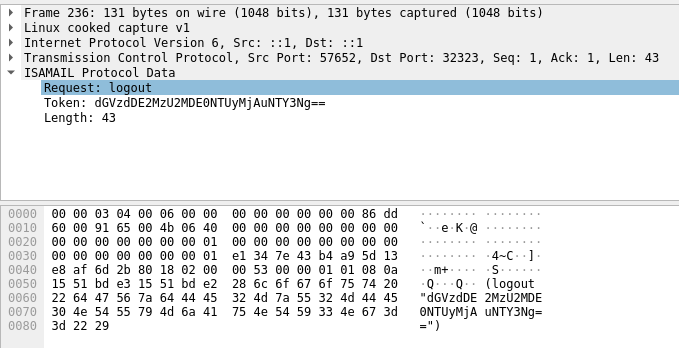 Frame 236: 131 bytes on wire (1048 bits), 131 bytes captured (1048 bits)
Linux cooked capture v1
Internet Protocol Version 6, Src: ::1, Dst: ::1
Transmission Control Protocol, Src Port: 57652, Dst Port: 32323, Seq: 1, Ack: 1, Len: 43
ISAMAIL Protocol Data
Request: logout
Token: dGVzdDE2MzU2MDE0NTUyMjAuNTY3Ng==
Length: 43
0000 00 00 03 04 00 06 00 00 00 00 00 00 00 00 86 dd ········ ········
0010 60 00 91 65 00 4b 06 40 00 00 00 00 00 00 00 00 `··e·K·@ ········
0020 00 00 00 00 00 00 00 01 00 00 00 00 00 00 00 00 ········ ········
0030 00 00 00 00 00 00 00 01 e1 34 7e 43 b4 a9 5d 13 ········ ·4~C··]·
0040 e8 af 6d 2b 80 18 02 00 00 53 00 00 01 01 08 0a ··m+···· ·S······
0050 15 51 bd e3 15 51 bd e2 28 6c 6f 67 6f 75 74 20 ·Q···Q·· (logout
0060 22 64 47 56 7a 64 44 45 32 4d 7a 55 32 4d 44 45 "dGVzdDE 2MzU2MDE
0070 30 4e 54 55 79 4d 6a 41 75 4e 54 59 33 4e 67 3d 0NTUyMjA uNTY3Ng=
0080 3d 22 29 =")